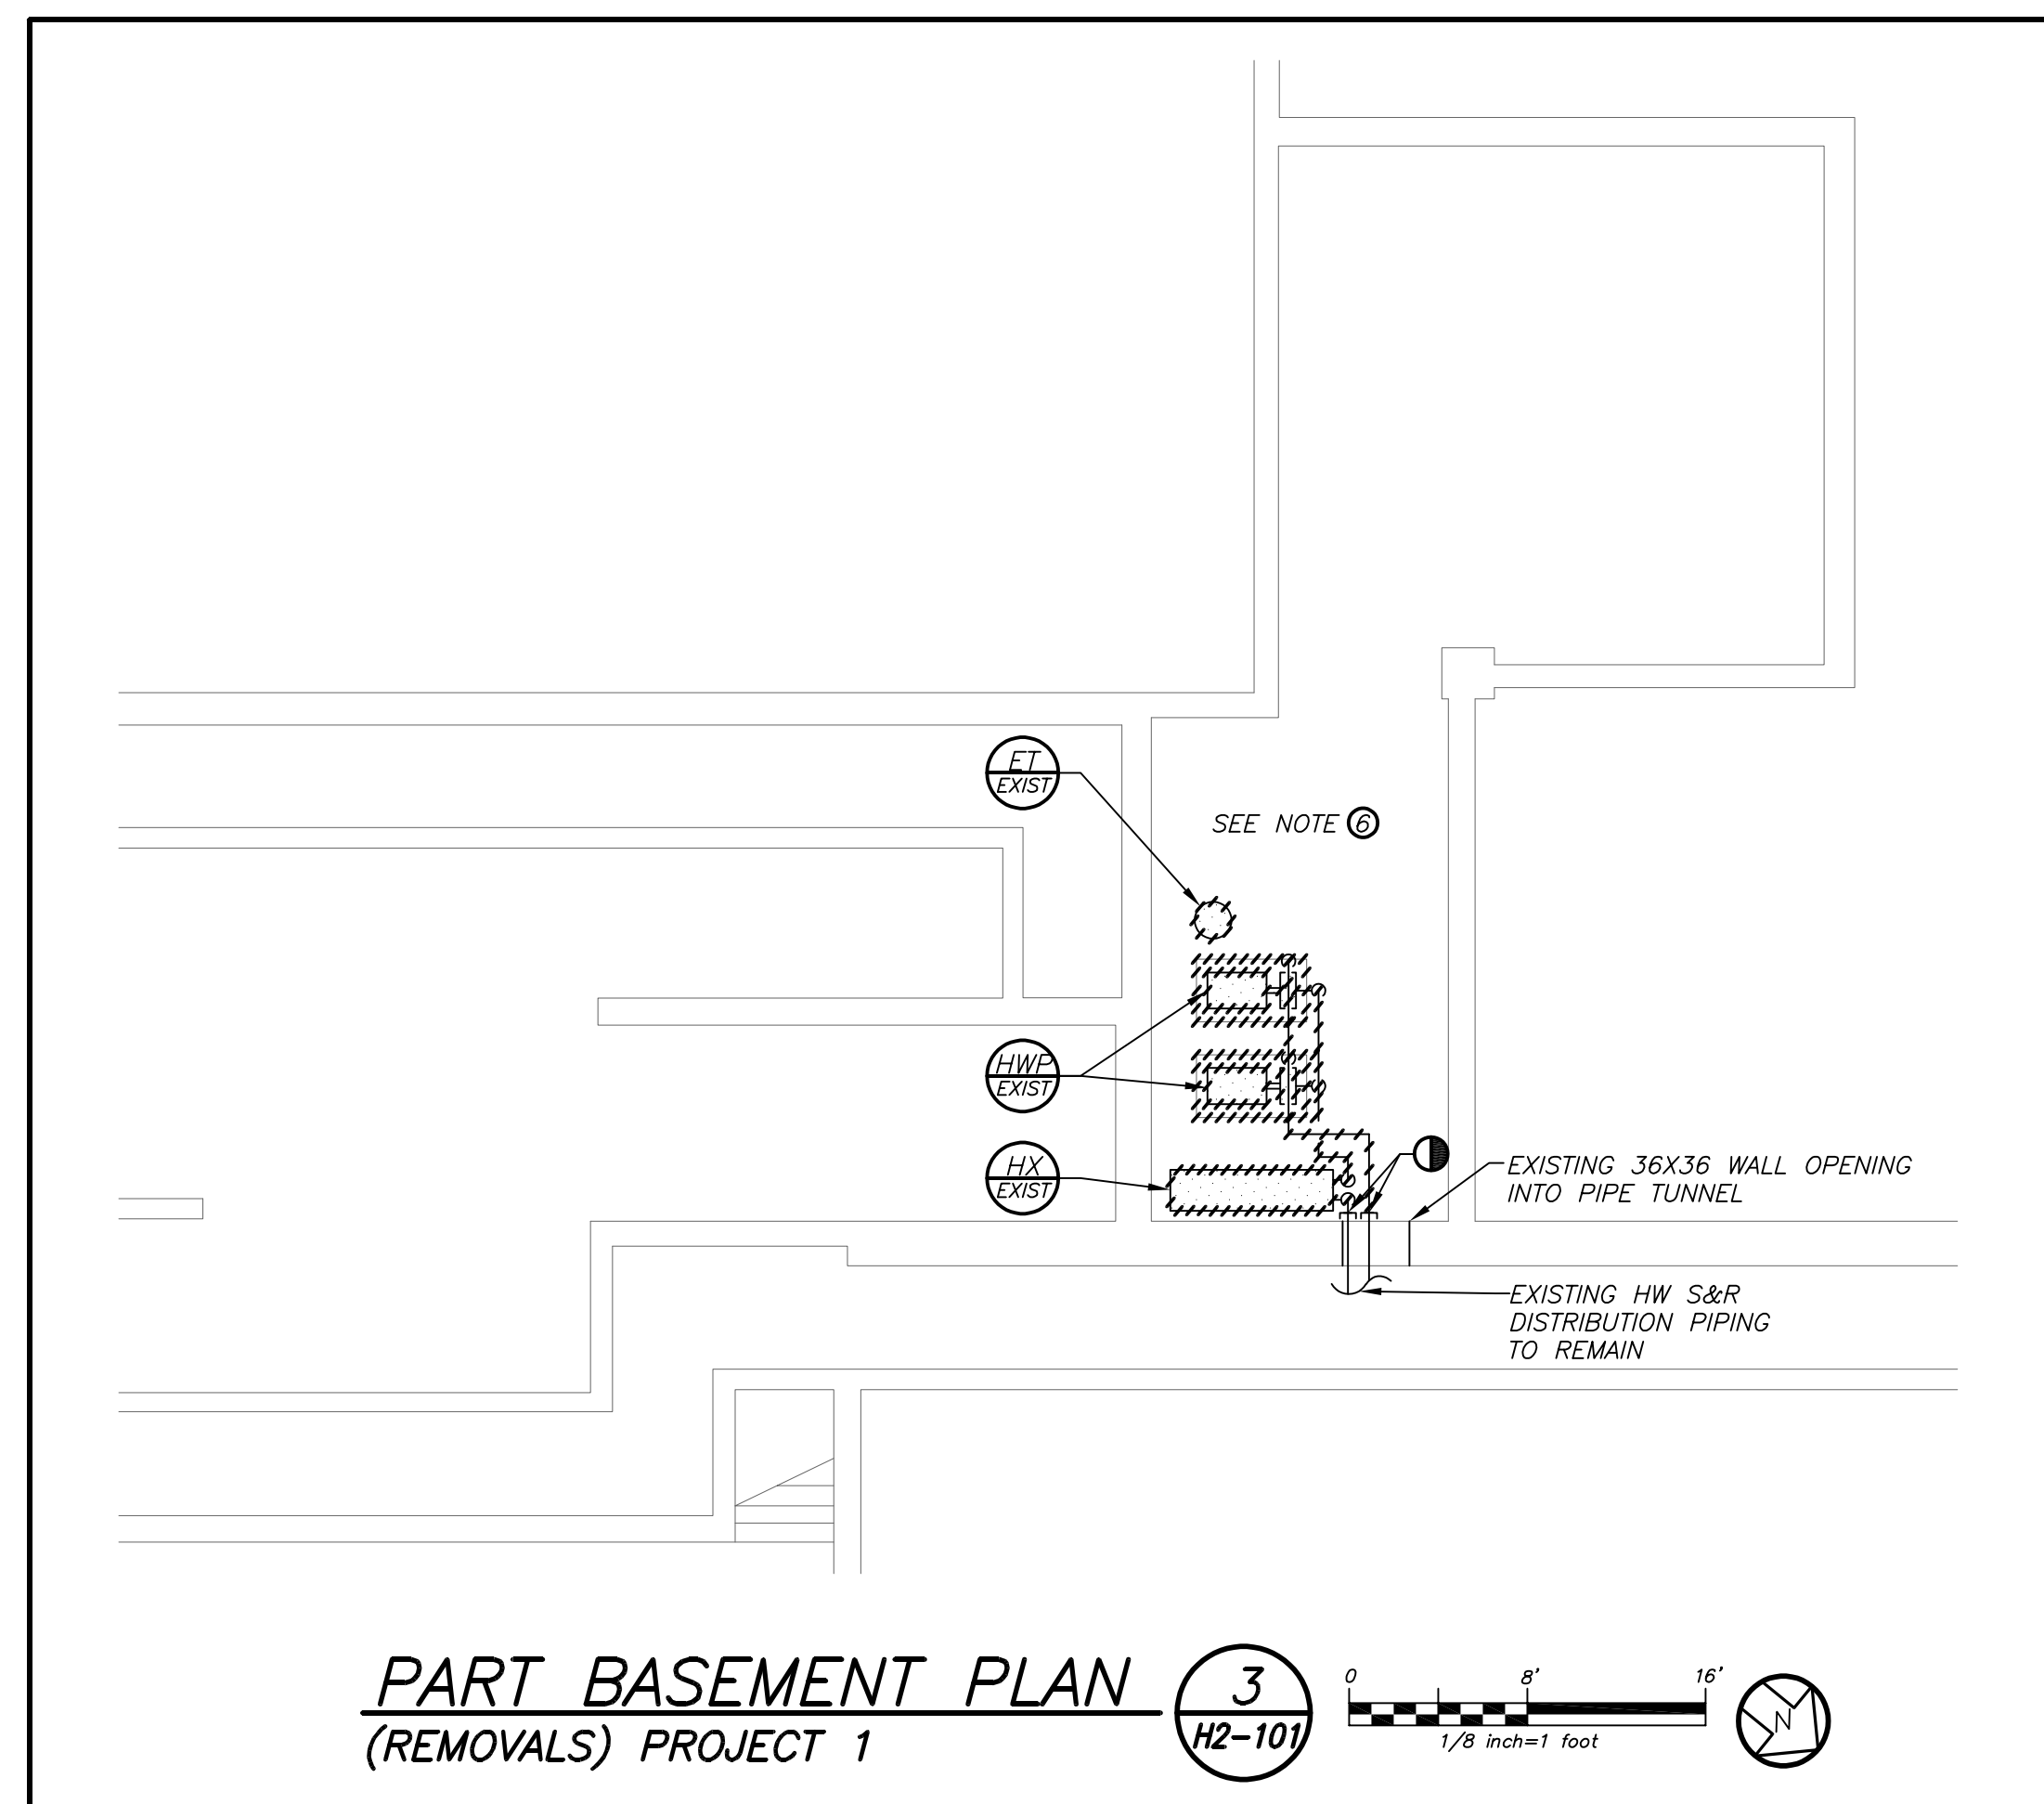 ET
EXIST
SEE NOTE 6
HWP
EXIST
HX
EXIST
EXISTING 36X36 WALL OPENING
INTO PIPE TUNNEL
EXISTING HW S&R
DISTRIBUTION PIPING
TO REMAIN
PART BASEMENT PLAN
(REMOVALS) PROJECT 1
3
H2-101
0 8' 16'
1/8 inch=1 foot
N